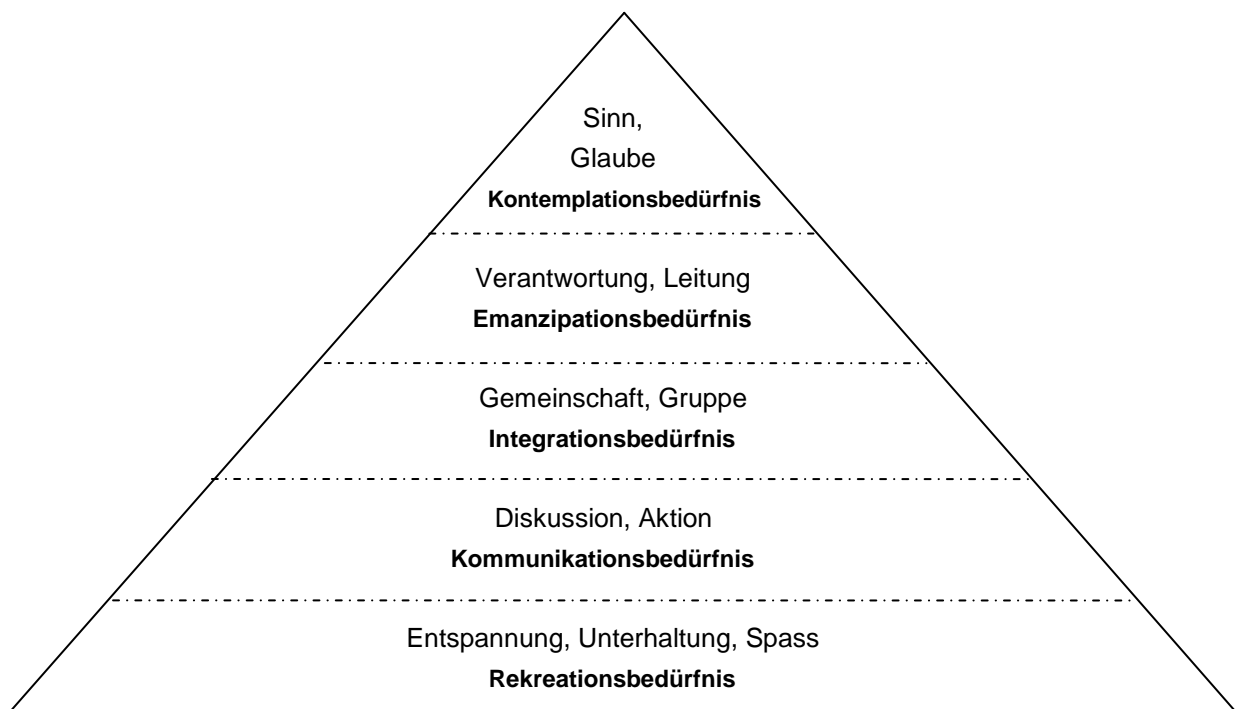 Sinn,
Glaube
Kontemplationsbedürfnis
Verantwortung, Leitung
Emanzipationsbedürfnis
Gemeinschaft, Gruppe
Integrationsbedürfnis
Diskussion, Aktion
Kommunikationsbedürfnis
Entspannung, Unterhaltung, Spass
Rekreationsbedürfnis